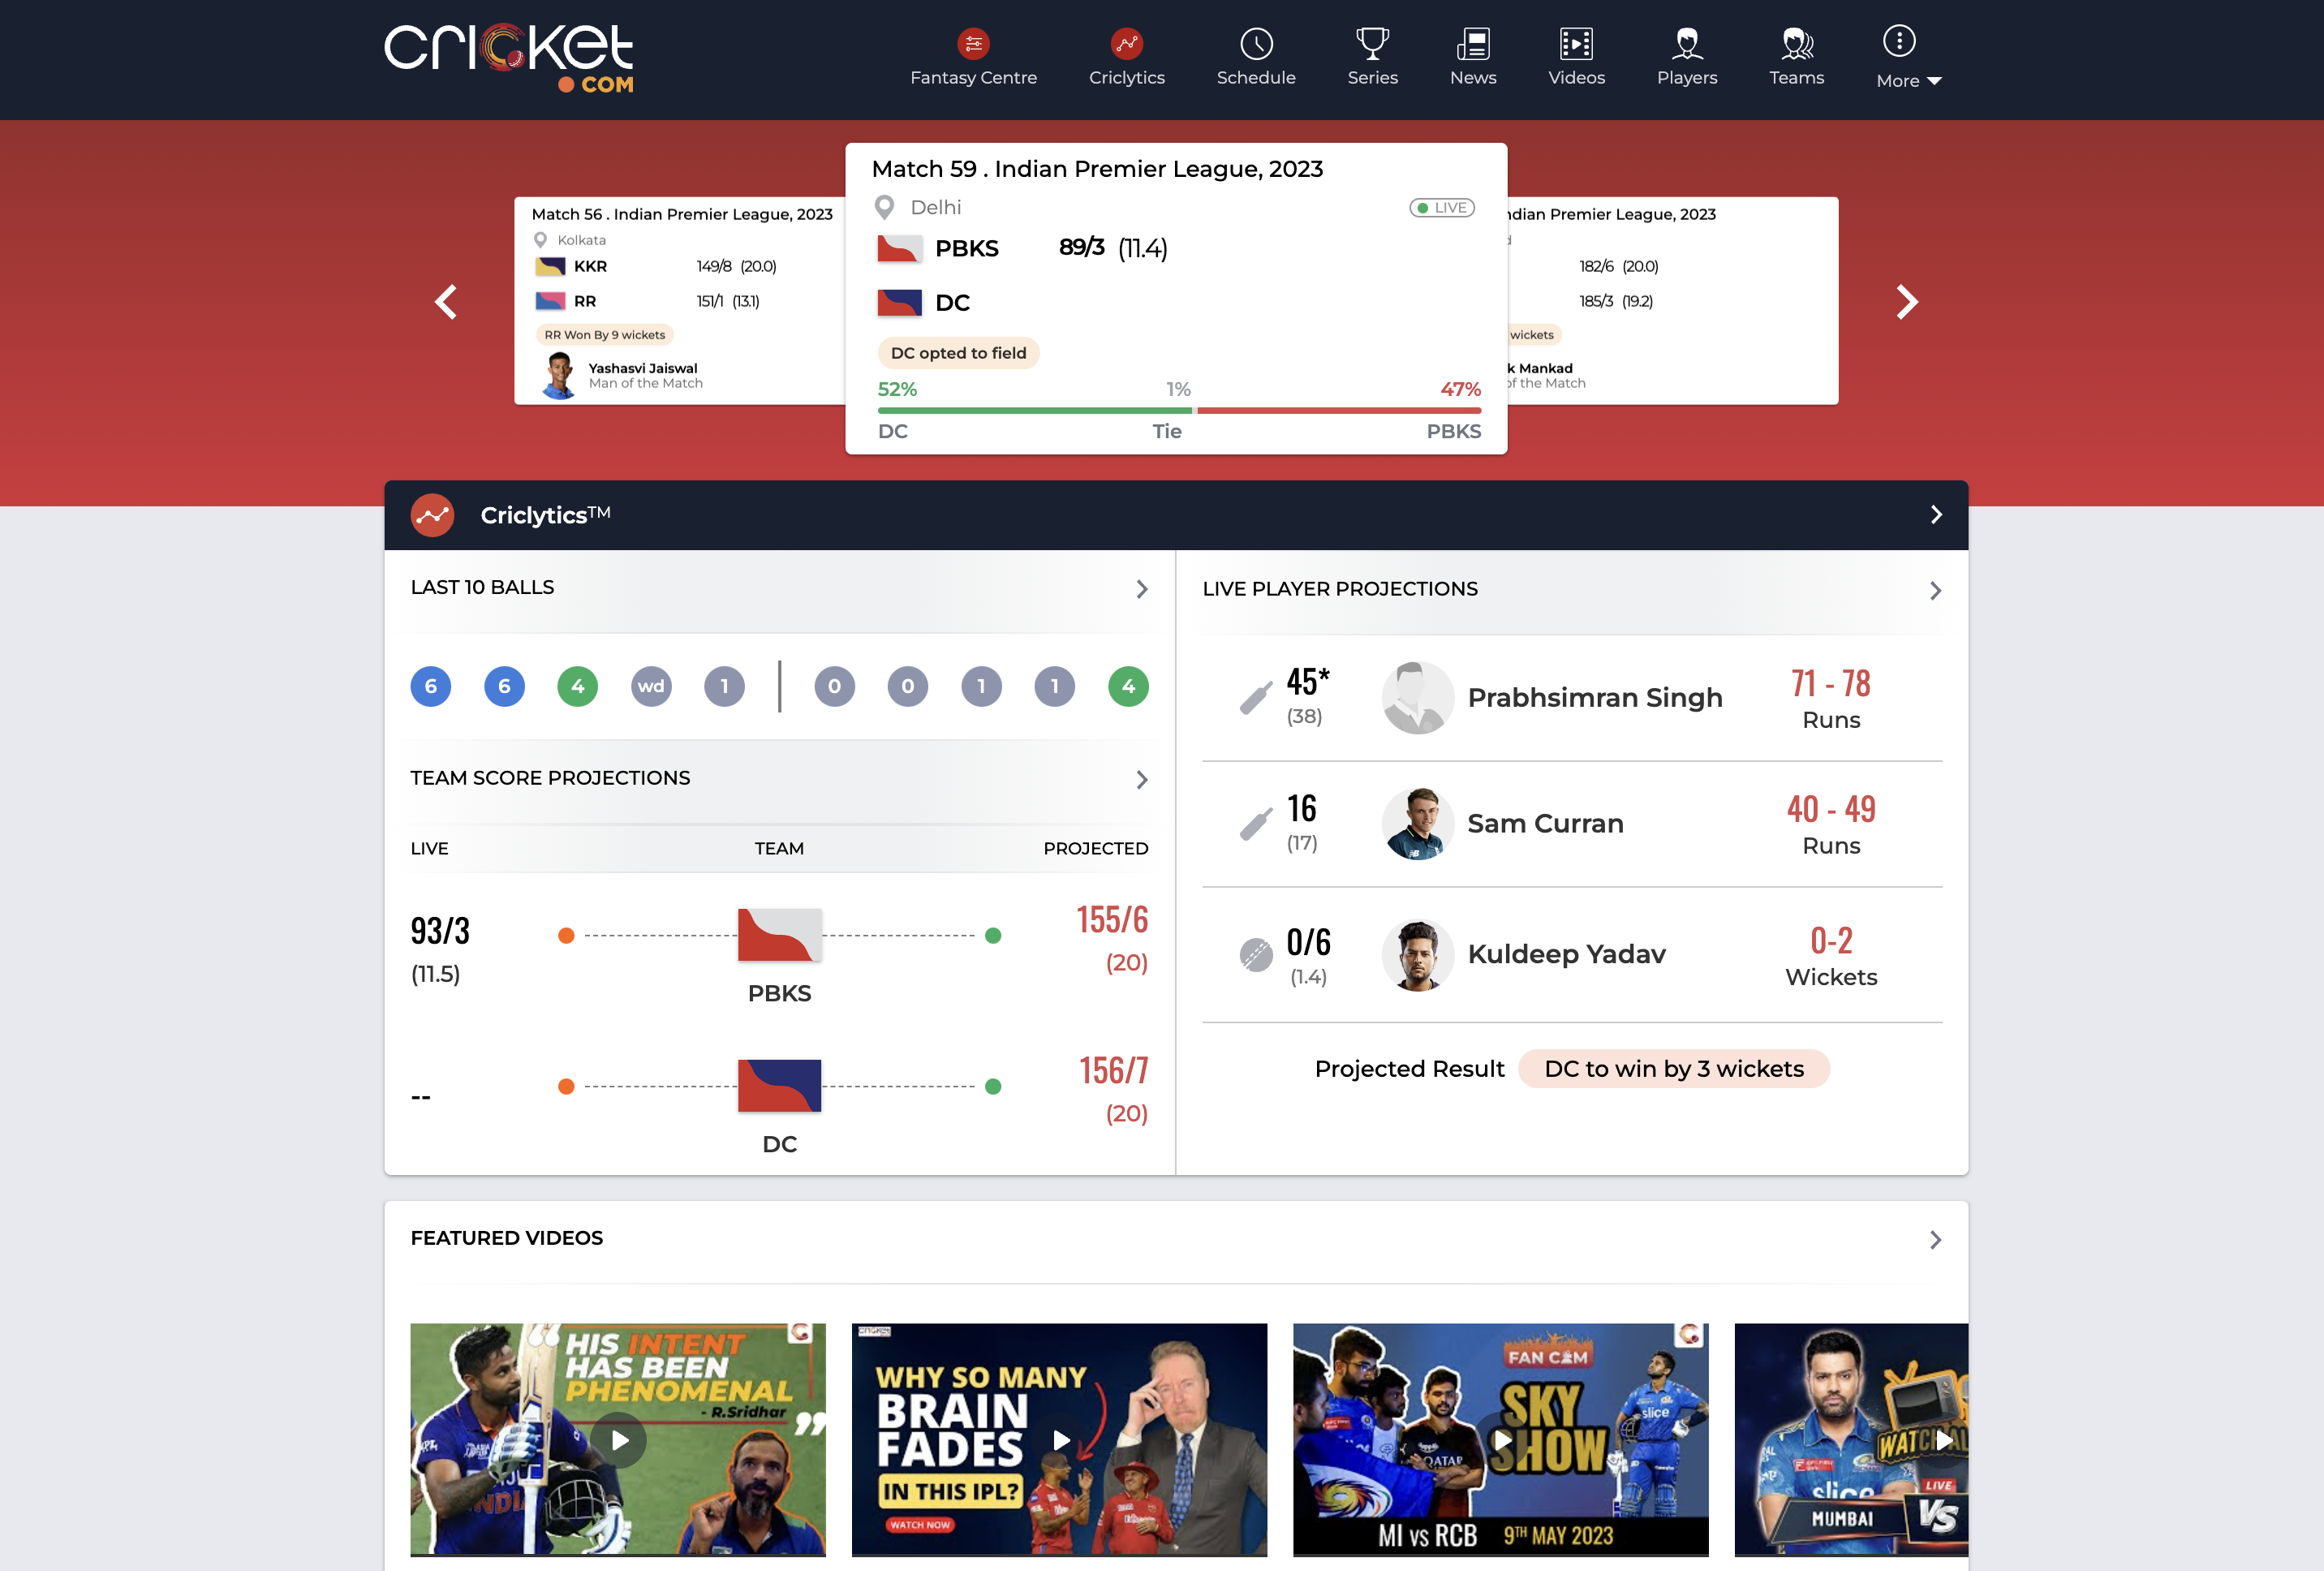 cricket
.COM
Fantasy Centre
Criclytics
Schedule
Series
News
Videos
Players
Teams
More
Match 56 . Indian Premier League, 2023
Kolkata
KKR 149/8 (20.0)
RR 151/1 (13.1)
RR Won By 9 wickets
Yashasvi Jaiswal
Man of the Match
Match 59 . Indian Premier League, 2023
Delhi LIVE
PBKS 89/3 (11.4)
DC
DC opted to field
52% 1% 47%
DC Tie PBKS
ndian Premier League, 2023
d
182/6 (20.0)
185/3 (19.2)
wickets
k Mankad
of the Match
Criclytics™
LAST 10 BALLS
6 6 4 wd 1 0 0 1 1 4
TEAM SCORE PROJECTIONS
LIVE TEAM PROJECTED
93/3 155/6
(11.5) (20)
PBKS
-- 156/7
(20)
DC
LIVE PLAYER PROJECTIONS
45* Prabhsimran Singh 71 - 78
(38) Runs
16 Sam Curran 40 - 49
(17) Runs
0/6 Kuldeep Yadav 0-2
(1.4) Wickets
Projected Result DC to win by 3 wickets
FEATURED VIDEOS
HIS INTENT
HAS BEEN
PHENOMENAL
- R.Sridhar
INDI
cricket
WHY SO MANY
BRAIN
FADES
IN THIS IPL?
WATCH NOW
FAN CAM
SKY
SHOW
slice
QATAR
MI vs RCB 9TH MAY 2023
WATCHAL
slice
LIVE
MUMBAI VS